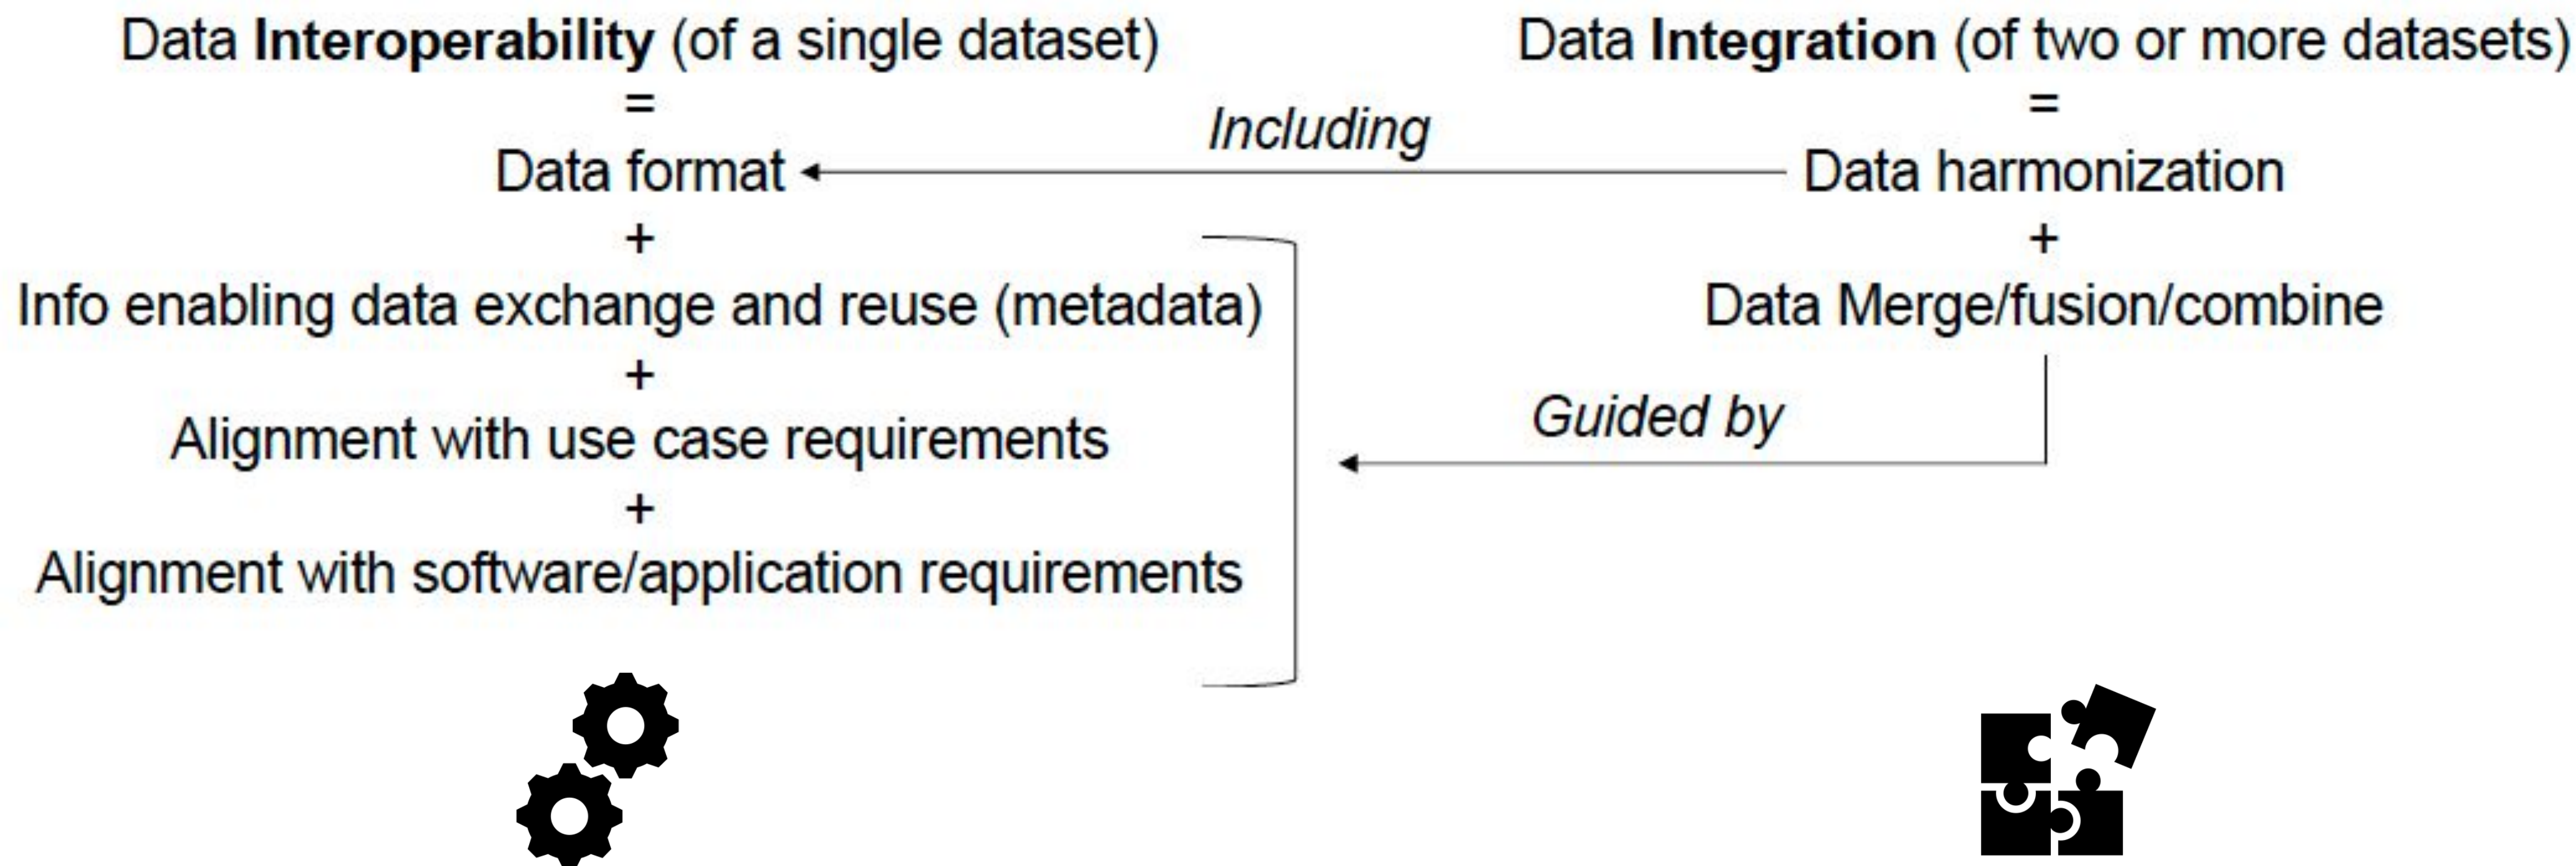 Data Interoperability (of a single dataset)
=
Data format
+
Info enabling data exchange and reuse (metadata)
+
Alignment with use case requirements
+
Alignment with software/application requirements
Including
Guided by
Data Integration (of two or more datasets)
=
Data harmonization
+
Data Merge/fusion/combine